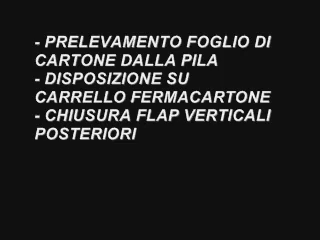 - PRELEVAMENTO FOGLIO DI
CARTONE DALLA PILA
- DISPOSIZIONE SU
CARRELLO FERMACARTONE
- CHIUSURA FLAP VERTICALI
POSTERIORI